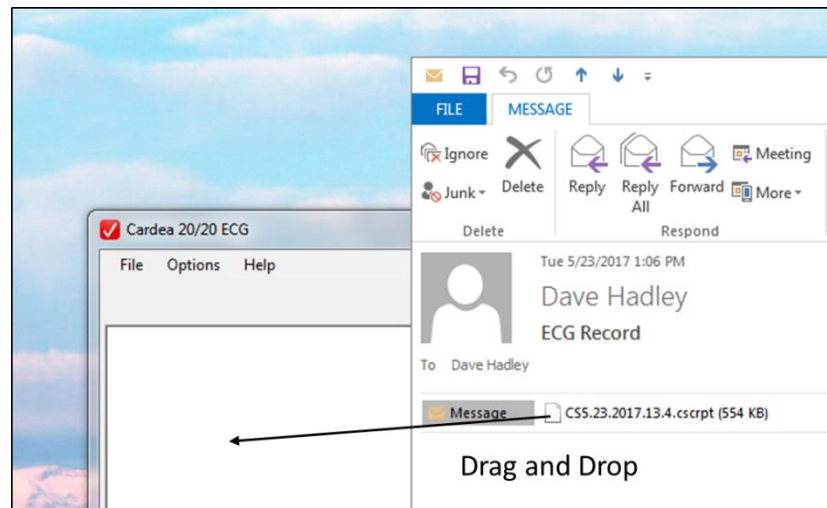 FILE MESSAGE
Ignore
Junk
Delete
Reply
Reply All
Forward
Meeting
More
Delete
Respond
Cardea 20/20 ECG
File Options Help
Tue 5/23/2017 1:06 PM
Dave Hadley
ECG Record
To Dave Hadley
Message CS5.23.2017.13.4.cscrpt (554 KB)
Drag and Drop